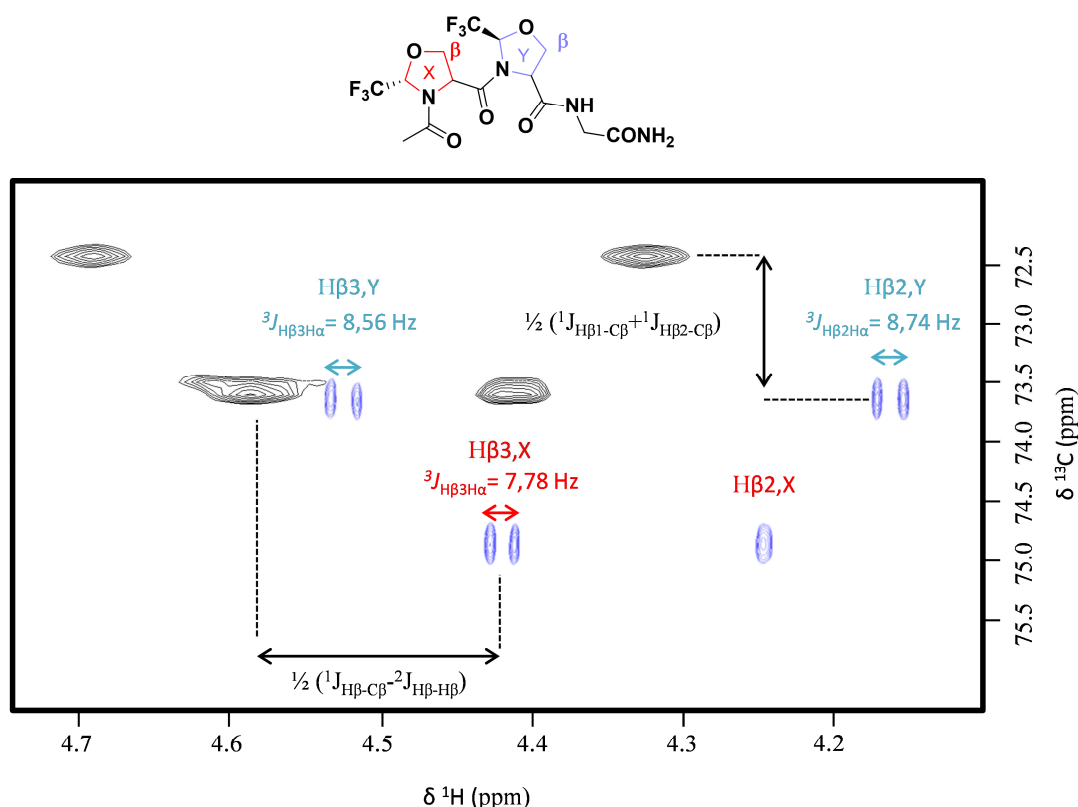 F3C O β
O β Y
X N
F3C N
O O NH
O CONH2
72.5
Hβ3,Y Hβ2,Y
³JHβ3Hα= 8,56 Hz ½ (¹JHβ1-Cβ+¹JHβ2-Cβ) ³JHβ2Hα= 8,74 Hz
73.0
73.5
74.0
Hβ3,X
³JHβ3Hα= 7,78 Hz Hβ2,X
74.5
75.0
75.5
δ ¹³C (ppm)
½ (¹JHβ-Cβ-²JHβ-Hβ)
4.7 4.6 4.5 4.4 4.3 4.2
δ ¹H (ppm)